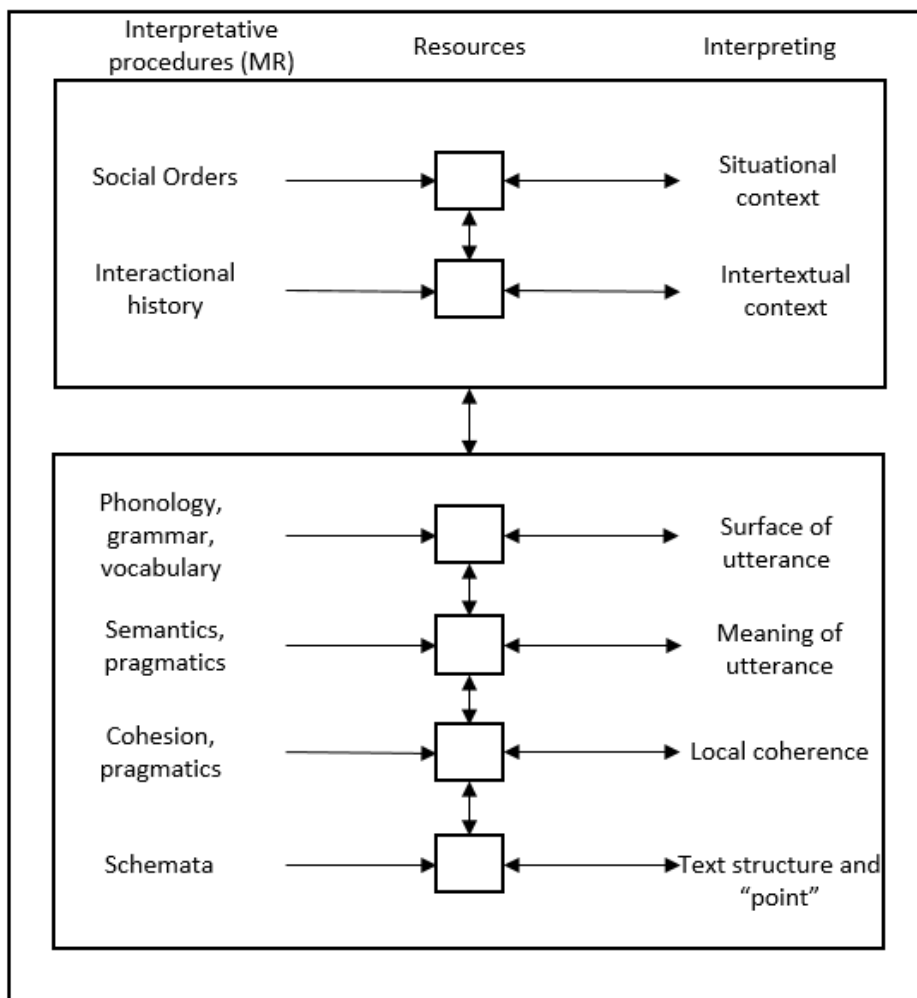 Interpretative
procedures (MR)
Resources
Interpreting
Social Orders
Situational
context
Interactional
history
Intertextual
context
Phonology,
grammar,
vocabulary
Surface of
utterance
Semantics,
pragmatics
Meaning of
utterance
Cohesion,
pragmatics
Local coherence
Schemata
Text structure and
“point”